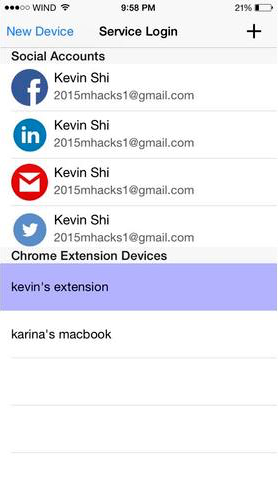 WIND 9:58 PM 21%
New Device Service Login +
Social Accounts
Kevin Shi
2015mhacks1@gmail.com
Kevin Shi
2015mhacks1@gmail.com
Kevin Shi
2015mhacks1@gmail.com
Kevin Shi
2015mhacks1@gmail.com
Chrome Extension Devices
kevin's extension
karina's macbook